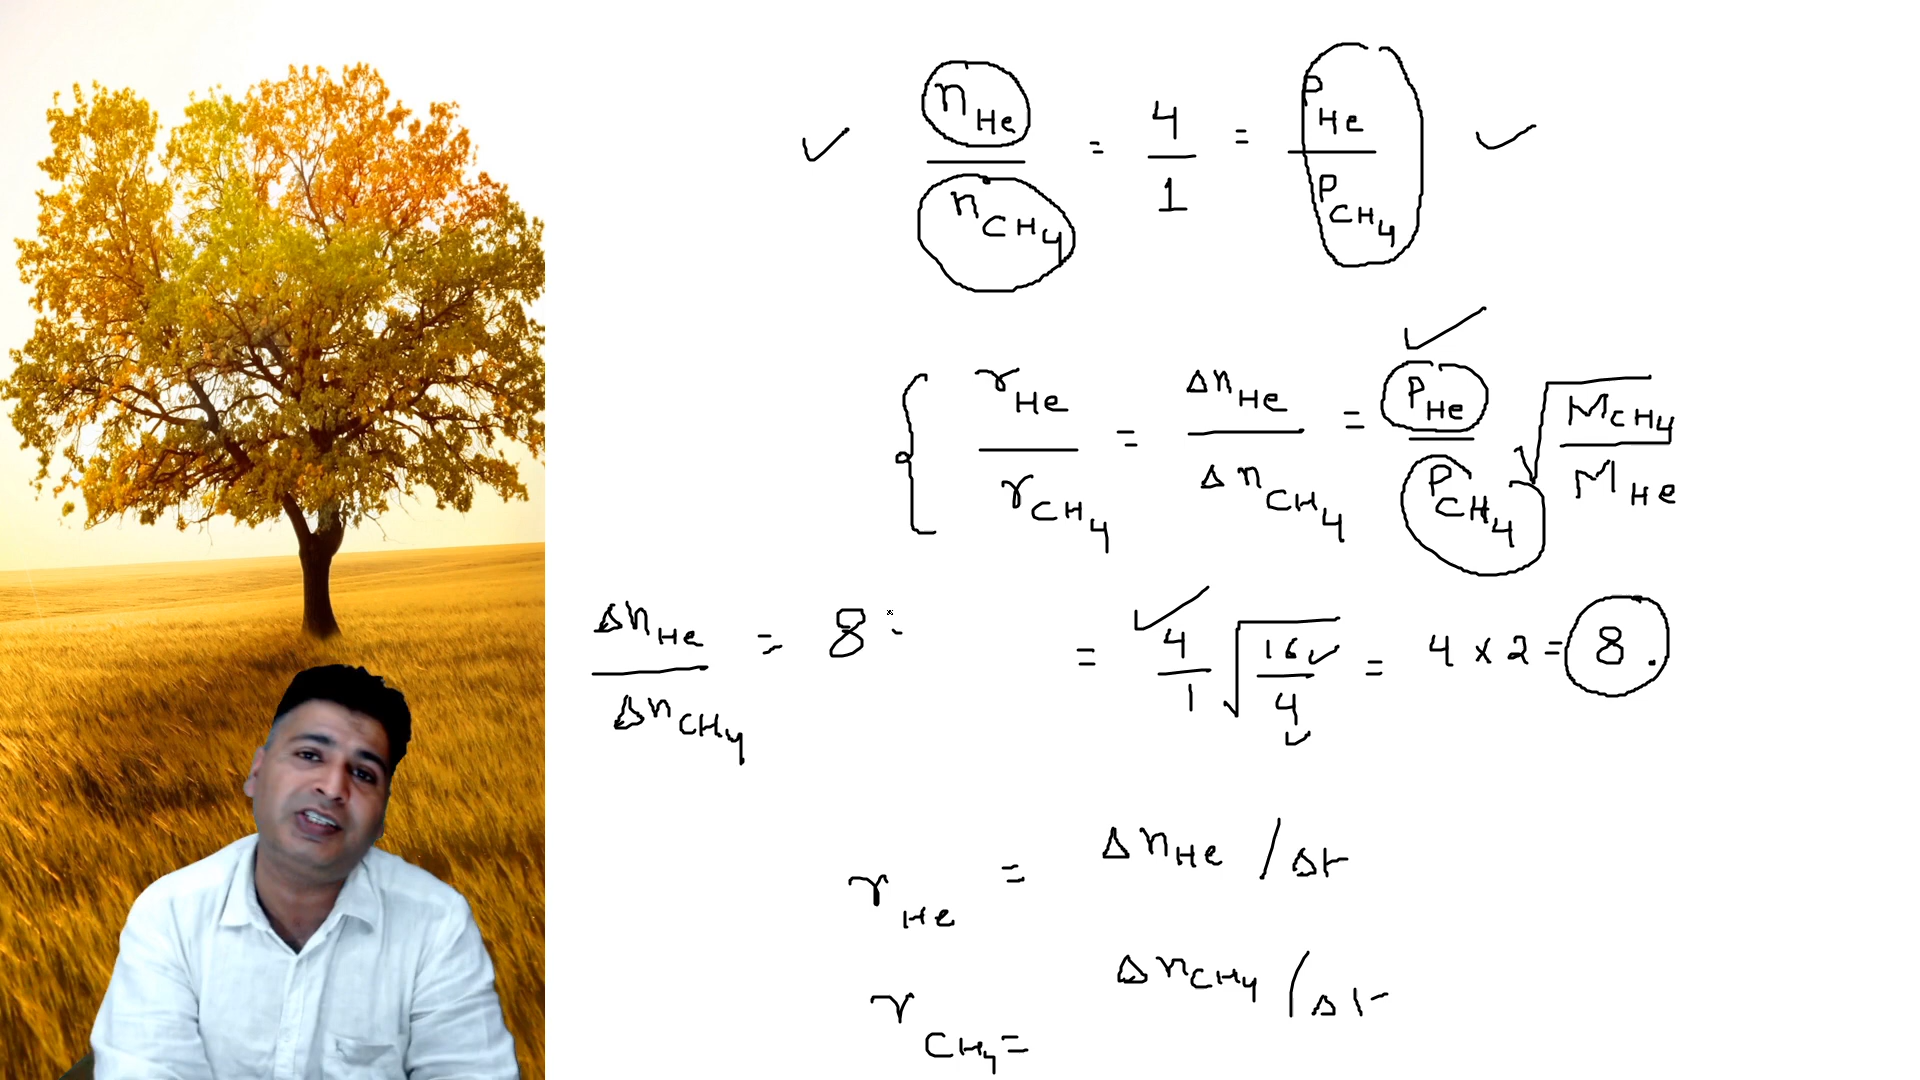 ✓ n_He / n_CH4 = 4/1 = P_He / P_CH4 ✓
✓
r_He / r_CH4 = Δn_He / Δn_CH4 = P_He / P_CH4 √(M_CH4 / M_He)
Δn_He / Δn_CH4 = 8 :
✓ = 4/1 √(16/4) = 4 × 2 = 8 .
r_He = Δn_He / Δt
r_CH4 = Δn_CH4 / Δt